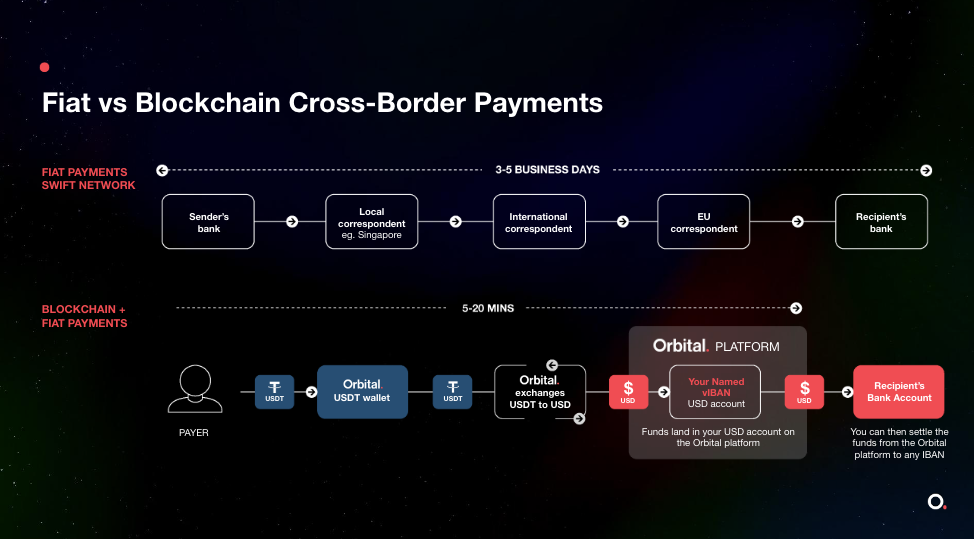 Fiat vs Blockchain Cross-Border Payments
FIAT PAYMENTS
SWIFT NETWORK
3-5 BUSINESS DAYS
Sender's
bank
Local
correspondent
eg. Singapore
International
correspondent
EU
correspondent
Recipient's
bank
BLOCKCHAIN +
FIAT PAYMENTS
5-20 MINS
Orbital. PLATFORM
PAYER
USDT
Orbital.
USDT wallet
USDT
Orbital.
exchanges
USDT to USD
$
USD
Your Named
vIBAN
USD account
$
USD
Recipient's
Bank Account
Funds land in your USD account on
the Orbital platform
You can then settle the
funds from the Orbital
platform to any IBAN
O.